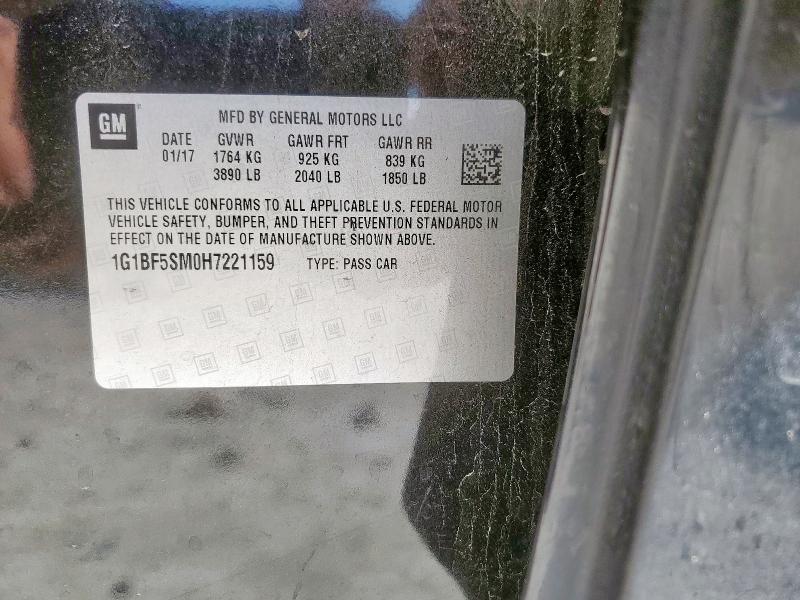 GM
MFD BY GENERAL MOTORS LLC
DATE GVWR GAWR FRT GAWR RR
01/17 1764 KG 925 KG 839 KG
3890 LB 2040 LB 1850 LB
THIS VEHICLE CONFORMS TO ALL APPLICABLE U.S. FEDERAL MOTOR
VEHICLE SAFETY, BUMPER, AND THEFT PREVENTION STANDARDS IN
EFFECT ON THE DATE OF MANUFACTURE SHOWN ABOVE.
1G1BF5SM0H7221159 TYPE: PASS CAR